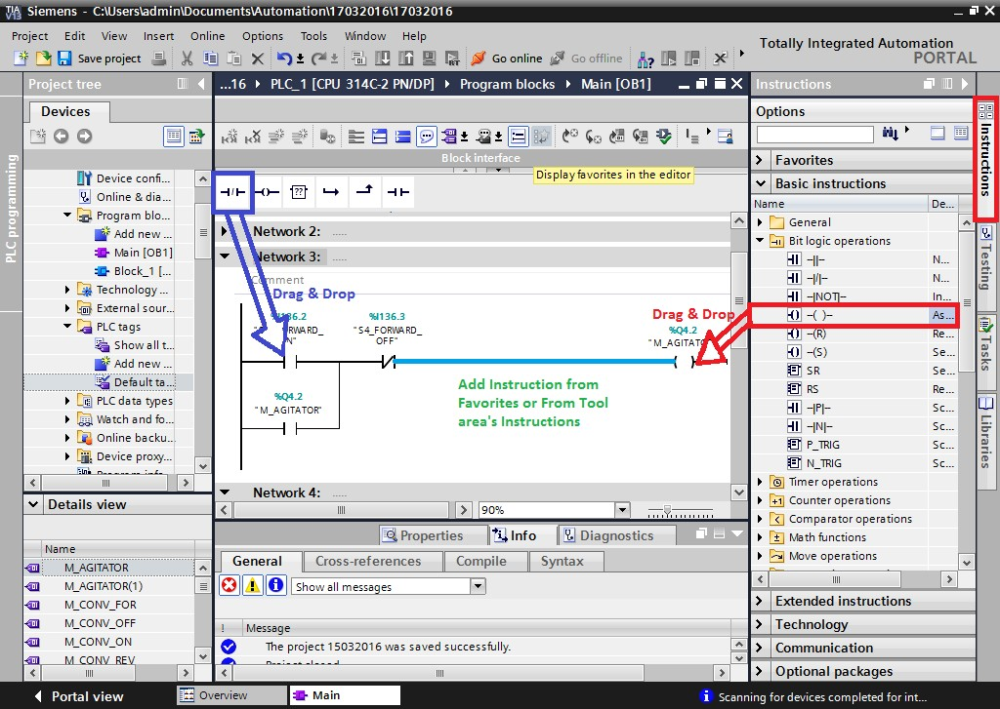 TIA
V13
Siemens - C:\Users\admin\Documents\Automation\17032016\17032016
Project Edit View Insert Online Options Tools Window Help
Totally Integrated Automation
PORTAL
Save project
Go online
Go offline
Project tree
...16 PLC_1 [CPU 314C-2 PN/DP] Program blocks Main [OB1]
Instructions
Devices
Options
PLC programming
Block interface
Display favorites in the editor
Favorites
Basic instructions
Name De...
Device confi...
Online & dia...
Program blo...
Add new ...
Main [OB1]
Block_1 [...
Technology ...
External sour...
PLC tags
Show all t...
Add new ...
Default ta...
PLC data types
Watch and fo...
Online backu...
Device proxy...
??
Network 2: .....
Network 3: .....
Comment
Drag & Drop
%I136.3
"S4_FORWARD_
OFF"
Drag & Drop
%Q4.2
%Q4.2
"M_AGITATOR"
Add Instruction from
Favorites or From Tool
area's Instructions
Network 4: .....
90%
General
Bit logic operations
-||- N...
-|/|- N...
-|NOT|- In...
-( )- As...
-(R) Re...
-(S) Se...
SR Se...
RS Re...
-|P|- Sc...
-|N|- Sc...
P_TRIG Sc...
N_TRIG Sc...
Timer operations
Counter operations
Comparator operations
Math functions
Move operations
Extended instructions
Technology
Communication
Optional packages
Instructions
Testing
Tasks
Libraries
Details view
Name
M_AGITATOR
M_AGITATOR(1)
M_CONV_FOR
M_CONV_OFF
M_CONV_ON
M_CONV_REV
Properties Info Diagnostics
General Cross-references Compile Syntax
Show all messages
! Message
The project 15032016 was saved successfully.
Project closed
Portal view Overview Main
Scanning for devices completed for int...